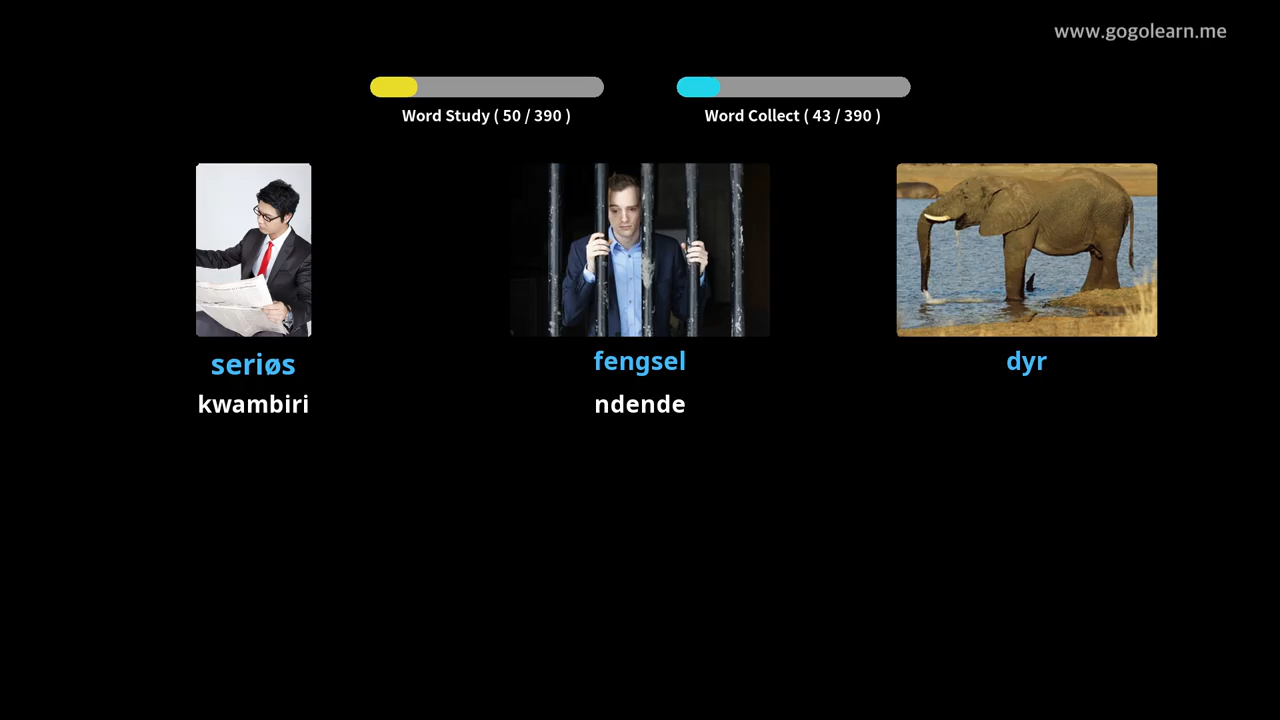 www.gogolearn.me
Word Study ( 50 / 390 )
Word Collect ( 43 / 390 )
seriøs
fengsel
dyr
kwambiri
ndende